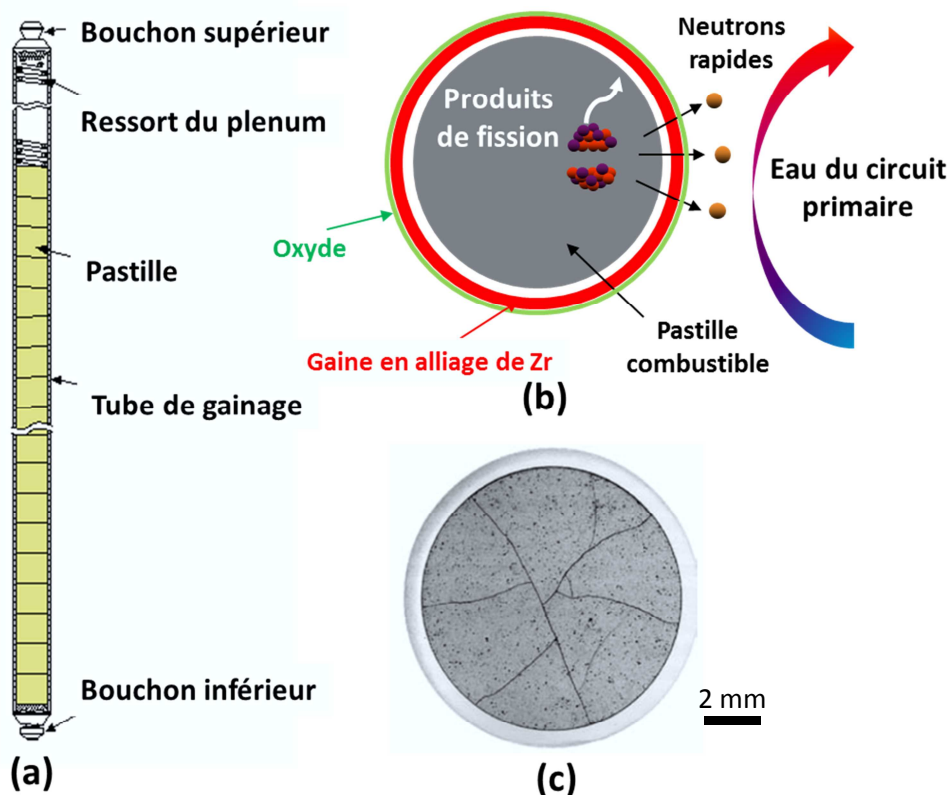 Bouchon supérieur
Ressort du plenum
Pastille
Tube de gainage
Bouchon inférieur
(a)
Neutrons
rapides
Produits
de fission
Eau du circuit
primaire
Oxyde
Pastille
combustible
Gaine en alliage de Zr
(b)
2 mm
(c)